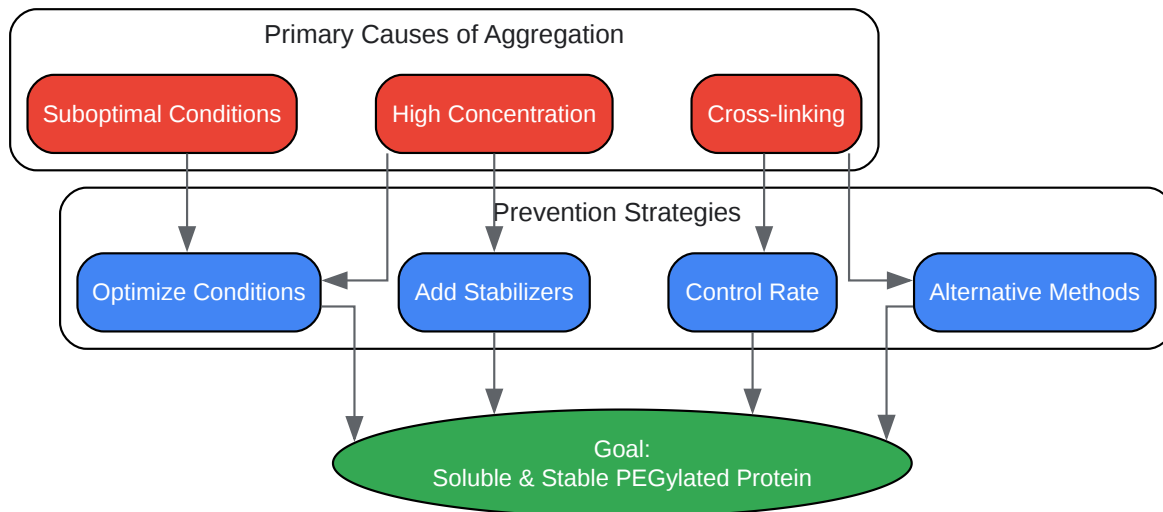 Primary Causes of Aggregation
Suboptimal Conditions
High Concentration
Cross-linking
Prevention Strategies
Optimize Conditions
Add Stabilizers
Control Rate
Alternative Methods
Goal:
Soluble & Stable PEGylated Protein